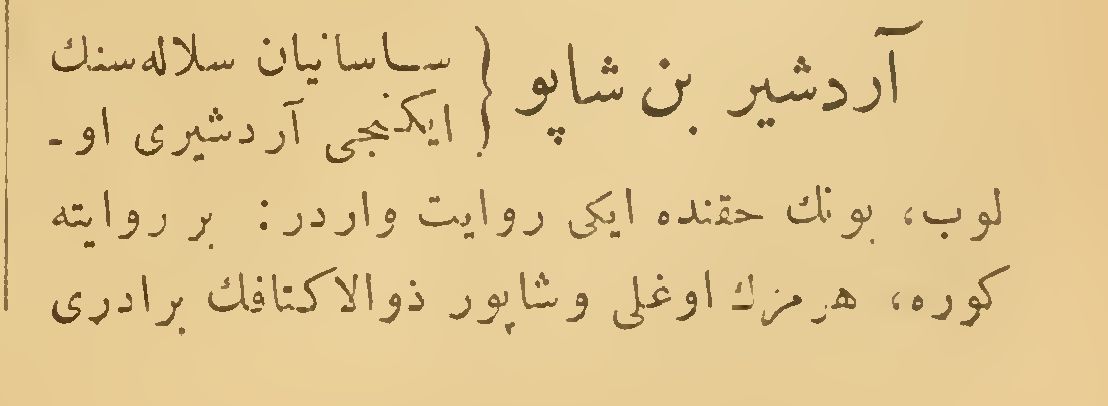 آردشیر بن شاپو { ساسانیان سلاله‌سنك
ایکنجی آردشیری او-
لوب، بونك حقنده ایکی روایت واردر: بر روایته
کوره، هرمزك اوغلی وشاپور ذوالاکتافك برادری